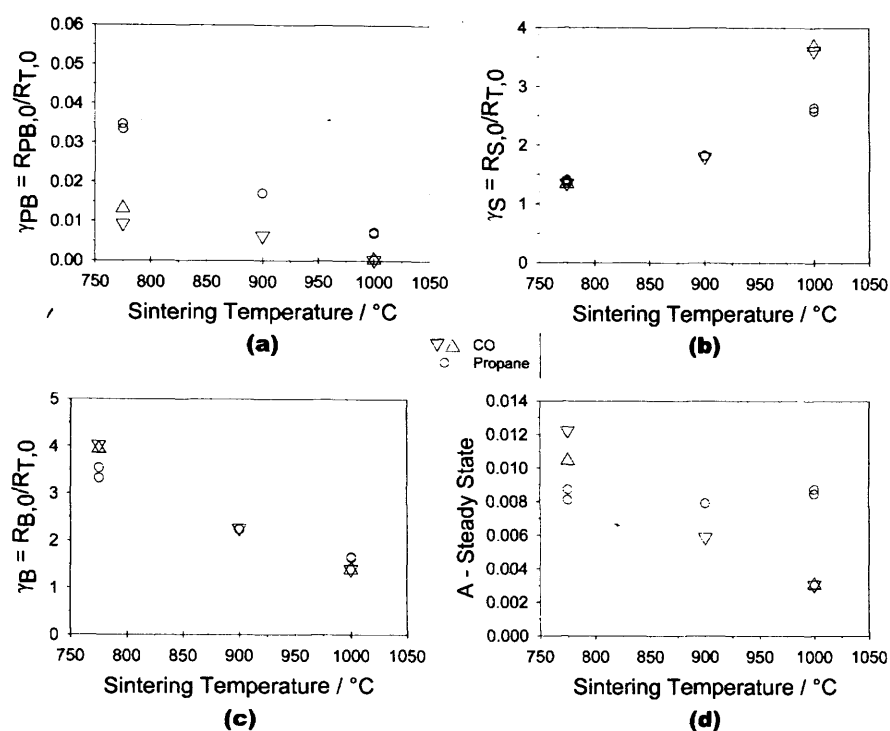 0.06
0.05
0.04
0.03
0.02
0.01
0.00
γPB = RPB,0/RT,0
750 800 850 900 950 1000 1050
Sintering Temperature / °C
(a)
4
3
2
1
0
γS = RS,0/RT,0
750 800 850 900 950 1000 1050
Sintering Temperature / °C
(b)
CO
Propane
5
4
3
2
1
0
γB = RB,0/RT,0
750 800 850 900 950 1000 1050
Sintering Temperature / °C
(c)
0.014
0.012
0.010
0.008
0.006
0.004
0.002
0.000
A - Steady State
750 800 850 900 950 1000 1050
Sintering Temperature / °C
(d)